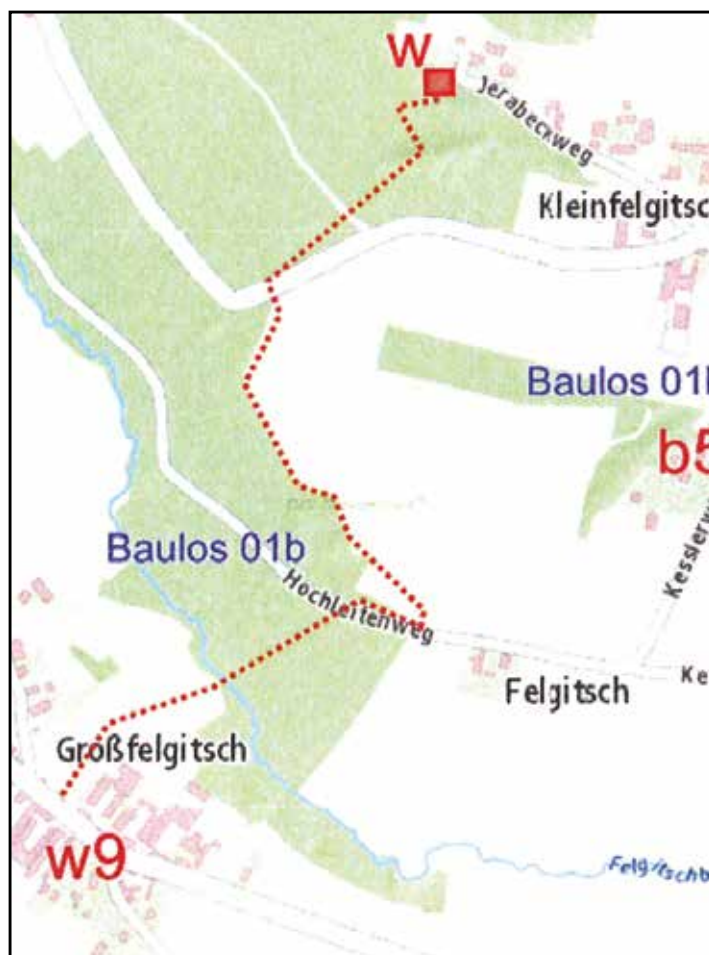 w
Jerabeckweg
Kleinfelgitsc
Baulos 01
b5
Baulos 01b
Hochleitenweg
Kesslerw
Ke
Felgitsch
Großfelgitsch
w9
Felgitschb